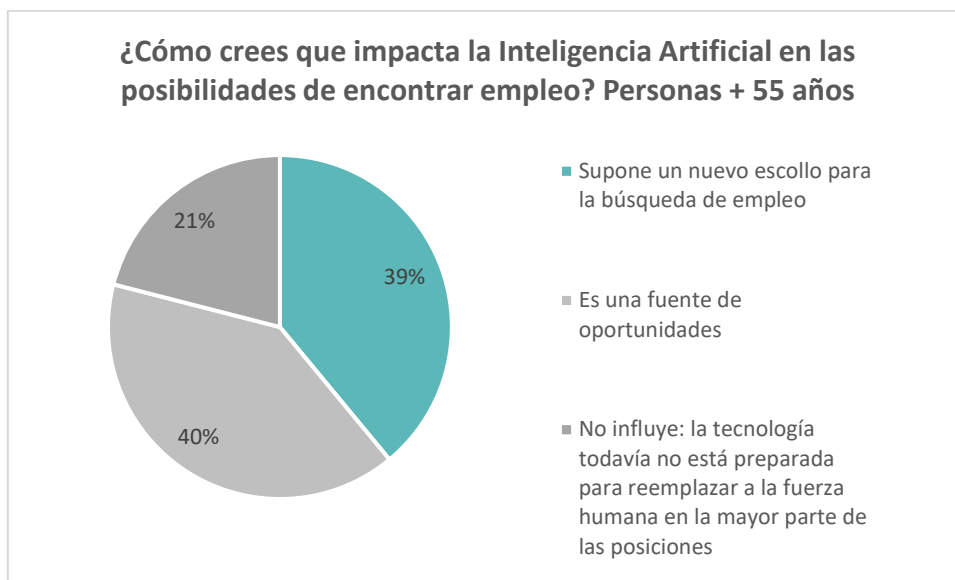 ¿Cómo crees que impacta la Inteligencia Artificial en las
posibilidades de encontrar empleo? Personas + 55 años
21%
39%
40%
Supone un nuevo escollo para
la búsqueda de empleo
Es una fuente de
oportunidades
No influye: la tecnología
todavía no está preparada
para reemplazar a la fuerza
humana en la mayor parte de
las posiciones